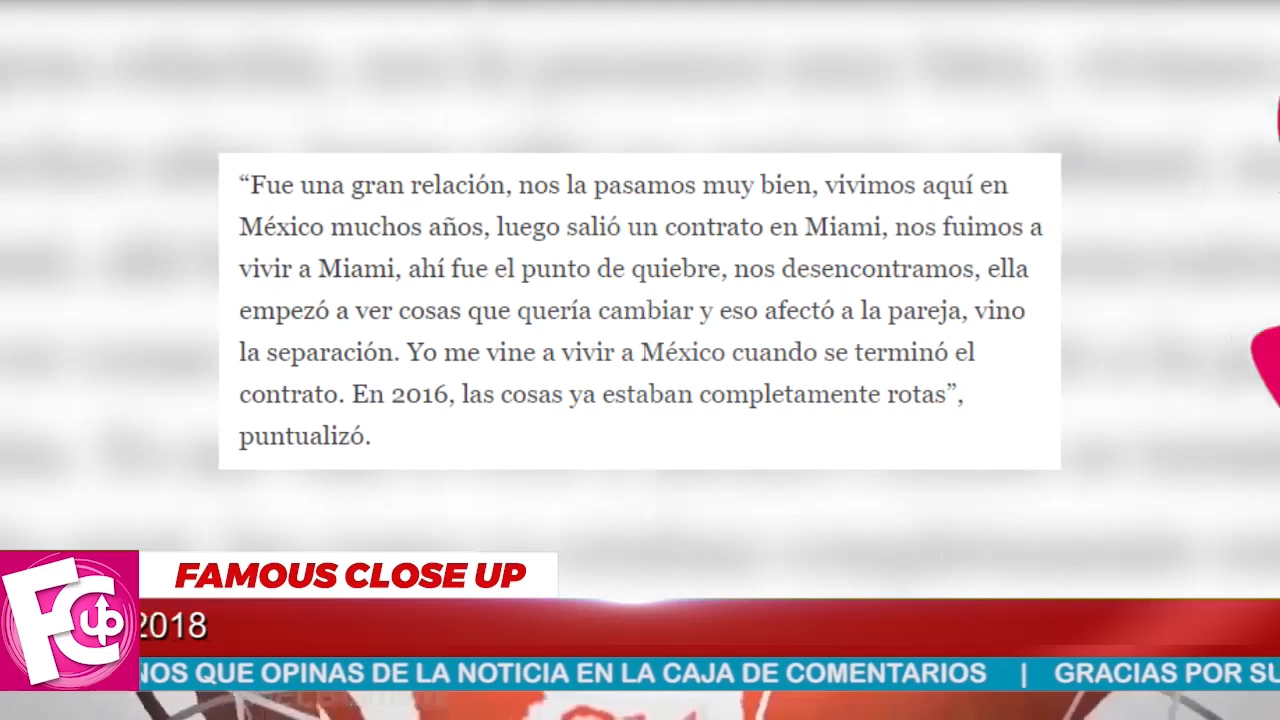 “Fue una gran relación, nos la pasamos muy bien, vivimos aquí en
México muchos años, luego salió un contrato en Miami, nos fuimos a
vivir a Miami, ahí fue el punto de quiebre, nos desencontramos, ella
empezó a ver cosas que quería cambiar y eso afectó a la pareja, vino
la separación. Yo me vine a vivir a México cuando se terminó el
contrato. En 2016, las cosas ya estaban completamente rotas”,
puntualizó.
FAMOUS CLOSE UP
FC UP
2018
NOS QUE OPINAS DE LA NOTICIA EN LA CAJA DE COMENTARIOS | GRACIAS POR SU